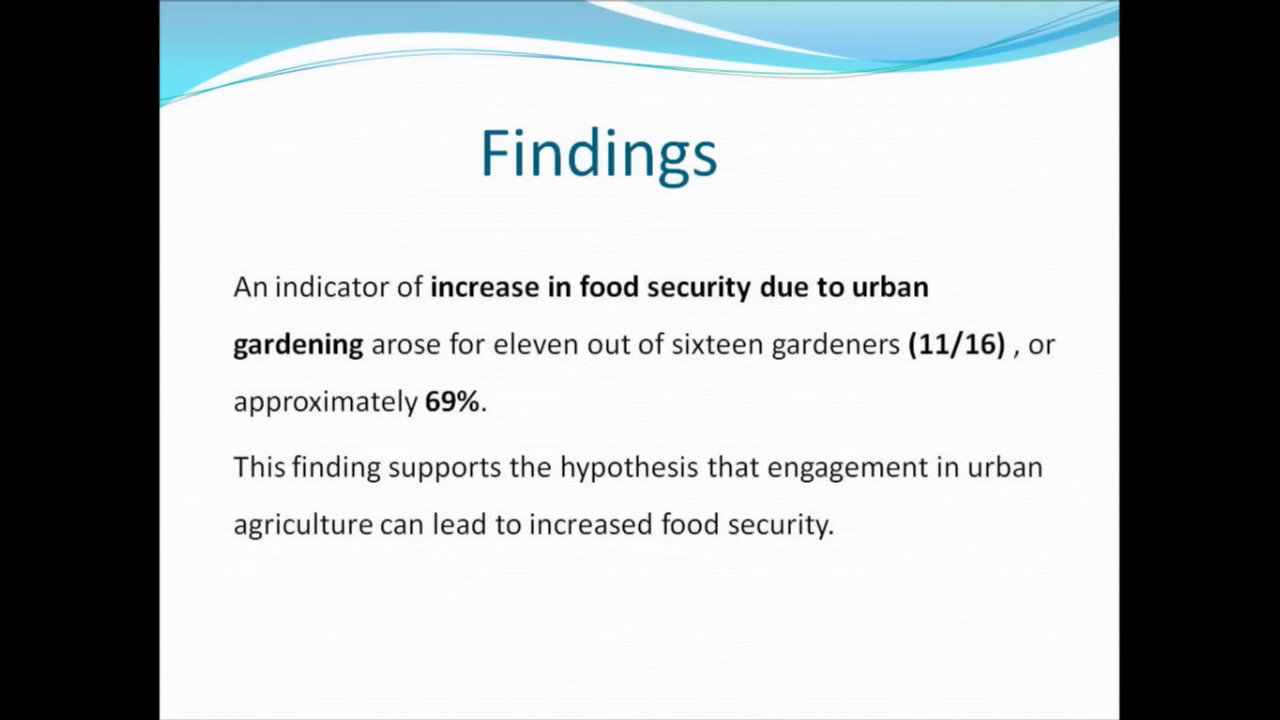 Findings
An indicator of increase in food security due to urban
gardening arose for eleven out of sixteen gardeners (11/16) , or
approximately 69%.
This finding supports the hypothesis that engagement in urban
agriculture can lead to increased food security.